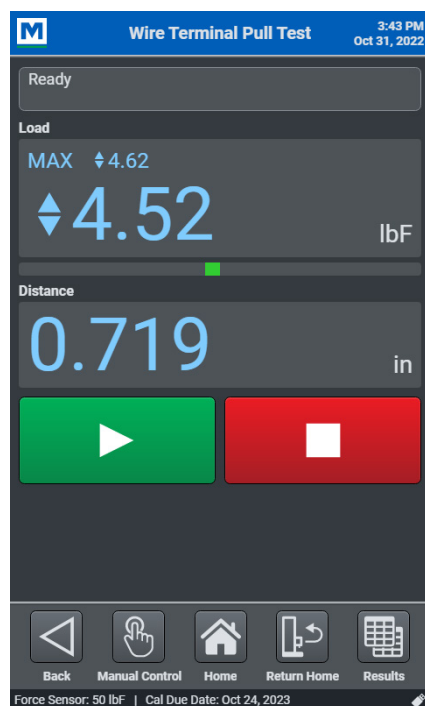 M
Wire Terminal Pull Test
3:43 PM
Oct 31, 2022
Ready
Load
MAX 4.62
4.52
lbF
Distance
0.719
in
Back
Manual Control
Home
Return Home
Results
Force Sensor: 50 lbF | Cal Due Date: Oct 24, 2023